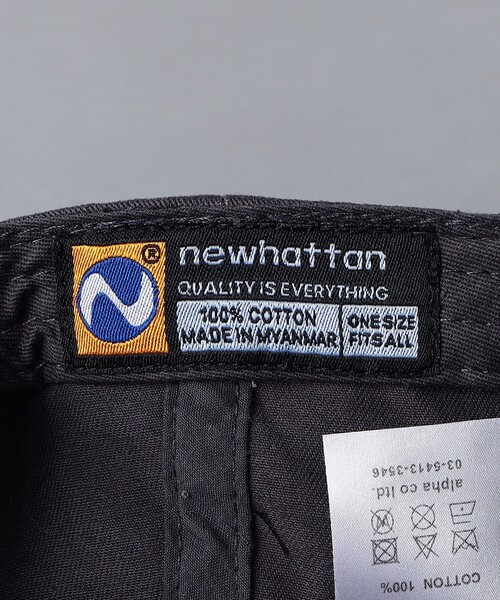 ®
newhattan
QUALITY IS EVERYTHING
100% COTTON
MADE IN MYANMAR
ONE SIZE
FITS ALL
COTTON 100%
alpha co ltd.
03-5413-3546